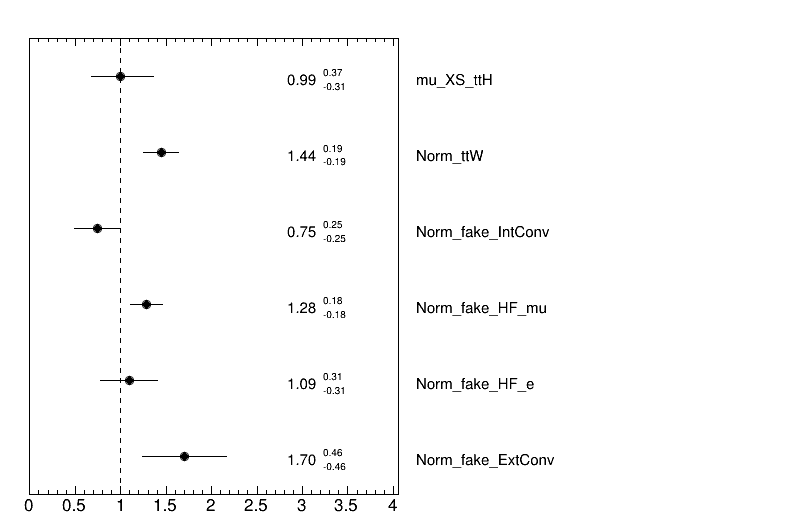 0.99 0.37 -0.31 mu_XS_ttH
1.44 0.19 -0.19 Norm_ttW
0.75 0.25 -0.25 Norm_fake_IntConv
1.28 0.18 -0.18 Norm_fake_HF_mu
1.09 0.31 -0.31 Norm_fake_HF_e
1.70 0.46 -0.46 Norm_fake_ExtConv
0 0.5 1 1.5 2 2.5 3 3.5 4